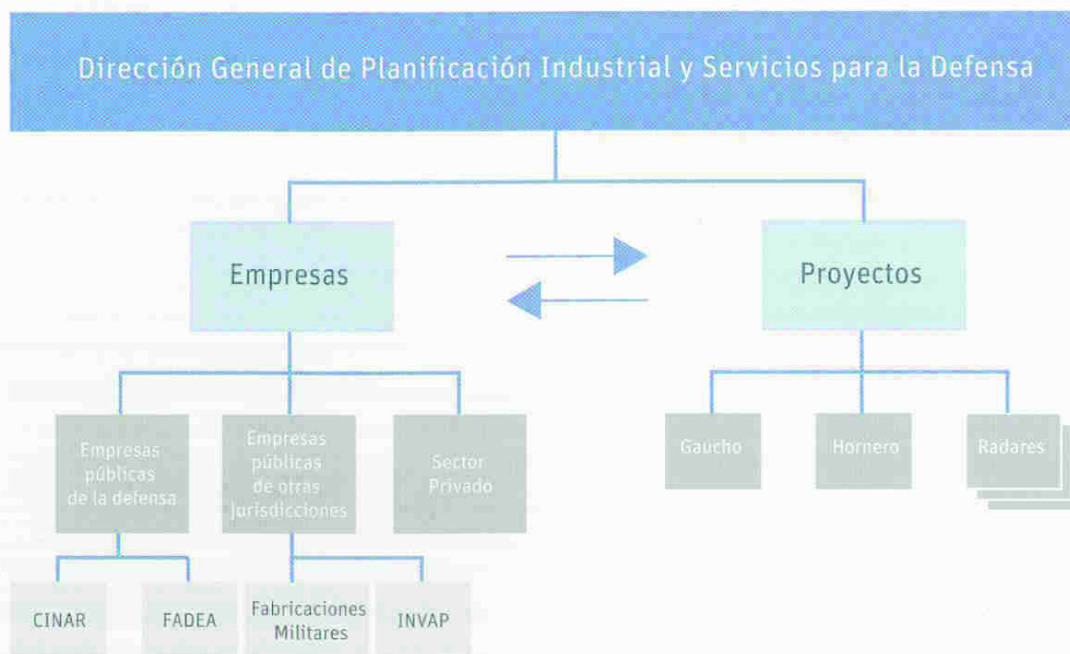 Dirección General de Planificación Industrial y Servicios para la Defensa
Empresas
Proyectos
Empresas
públicas
de la defensa
Empresas
públicas
de otras
jurisdicciones
Sector
Privado
Gaucho
Hornero
Radares
CINAR
FADEA
Fabricaciones
Militares
INVAP